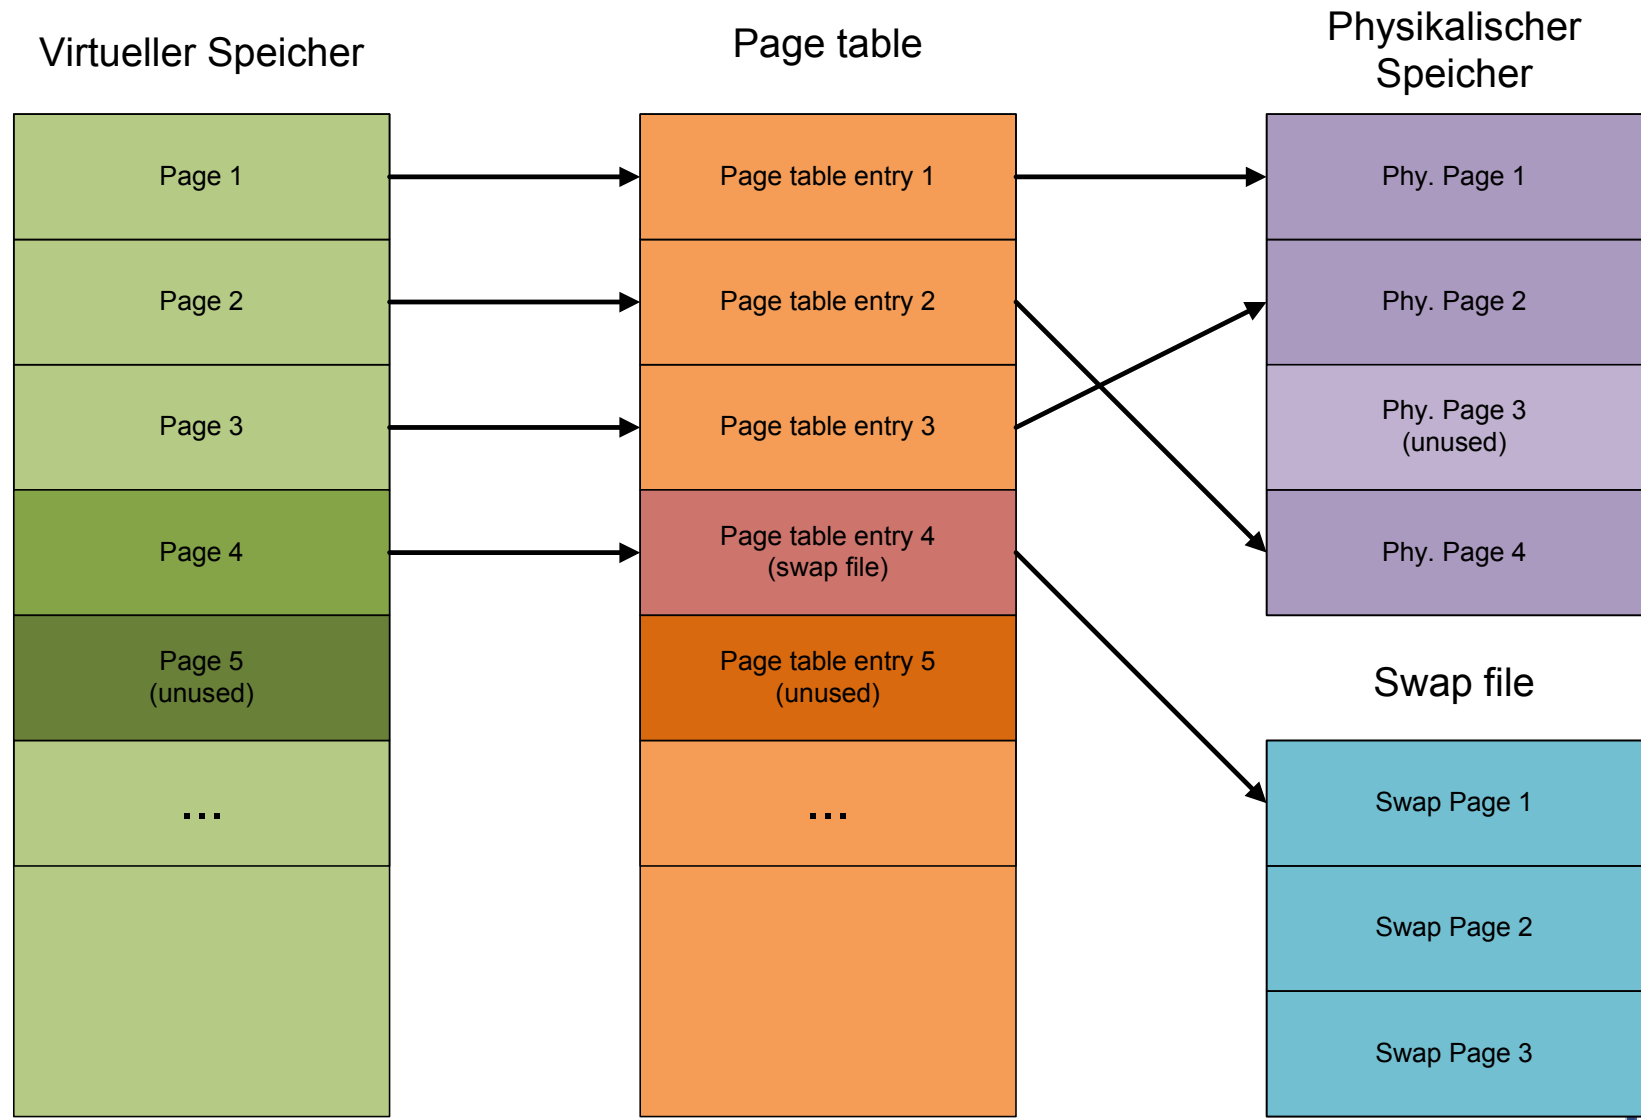 Virtueller Speicher
Page 1
Page 2
Page 3
Page 4
Page 5
(unused)
...
Page table
Page table entry 1
Page table entry 2
Page table entry 3
Page table entry 4
(swap file)
Page table entry 5
(unused)
...
Physikalischer
Speicher
Phy. Page 1
Phy. Page 2
Phy. Page 3
(unused)
Phy. Page 4
Swap file
Swap Page 1
Swap Page 2
Swap Page 3